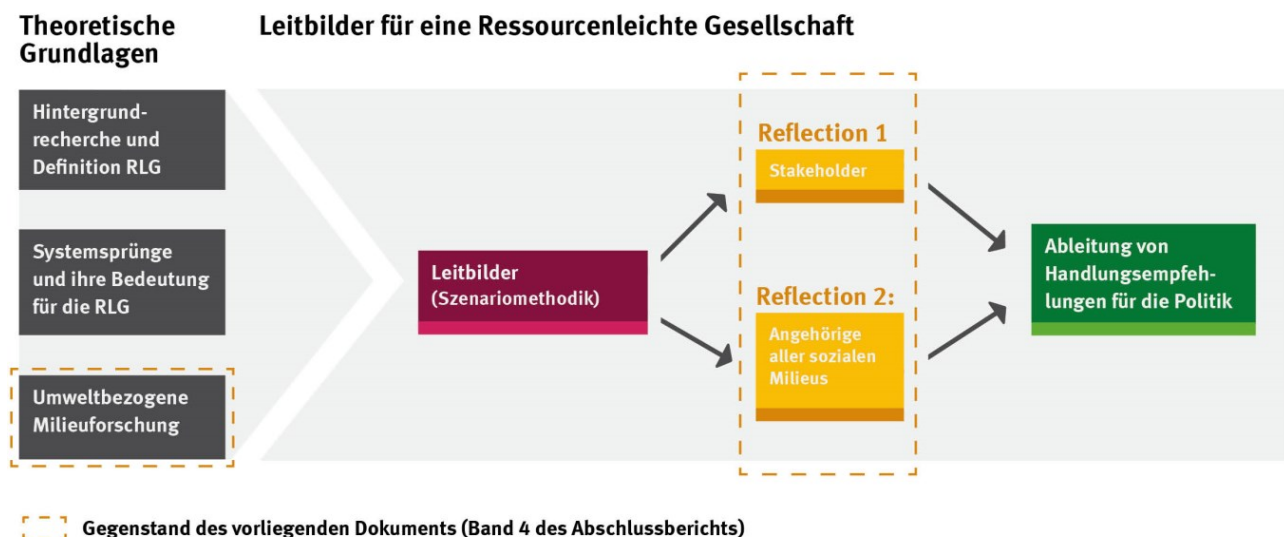 Theoretische
Grundlagen
Leitbilder für eine Ressourcenleichte Gesellschaft
Hintergrund-
recherche und
Definition RLG
Systemsprünge
und ihre Bedeutung
für die RLG
Umweltbezogene
Milieuforschung
Leitbilder
(Szenariomethodik)
Reflection 1
Stakeholder
Reflection 2:
Angehörige
aller sozialen
Milieus
Ableitung von
Handlungsempfeh-
lungen für die Politik
Gegenstand des vorliegenden Dokuments (Band 4 des Abschlussberichts)